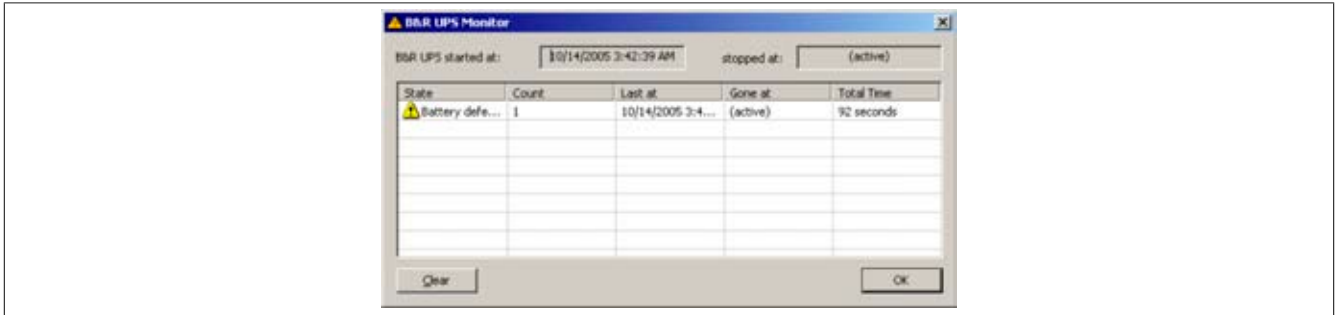 B&R UPS Monitor
B&R UPS started at: 10/14/2005 3:42:39 AM stopped at: (active)
State Count Last at Gone at Total Time
Battery defe... 1 10/14/2005 3:4... (active) 92 seconds
Clear OK